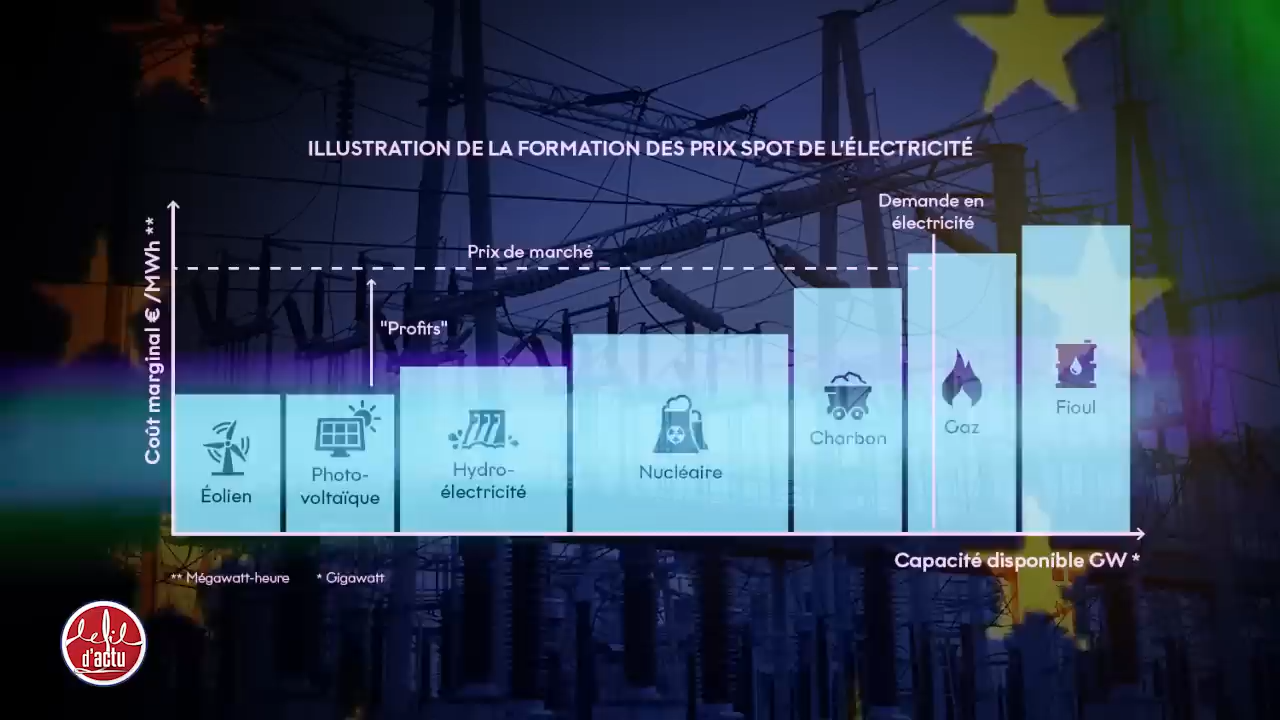 ILLUSTRATION DE LA FORMATION DES PRIX SPOT DE L'ÉLECTRICITÉ
Coût marginal € /MWh **
Demande en
électricité
Prix de marché
"Profits"
Éolien
Photo-
voltaïque
Hydro-
électricité
Nucléaire
Charbon
Gaz
Fioul
Capacité disponible GW *
** Mégawatt-heure * Gigawatt
le fil
d'actu